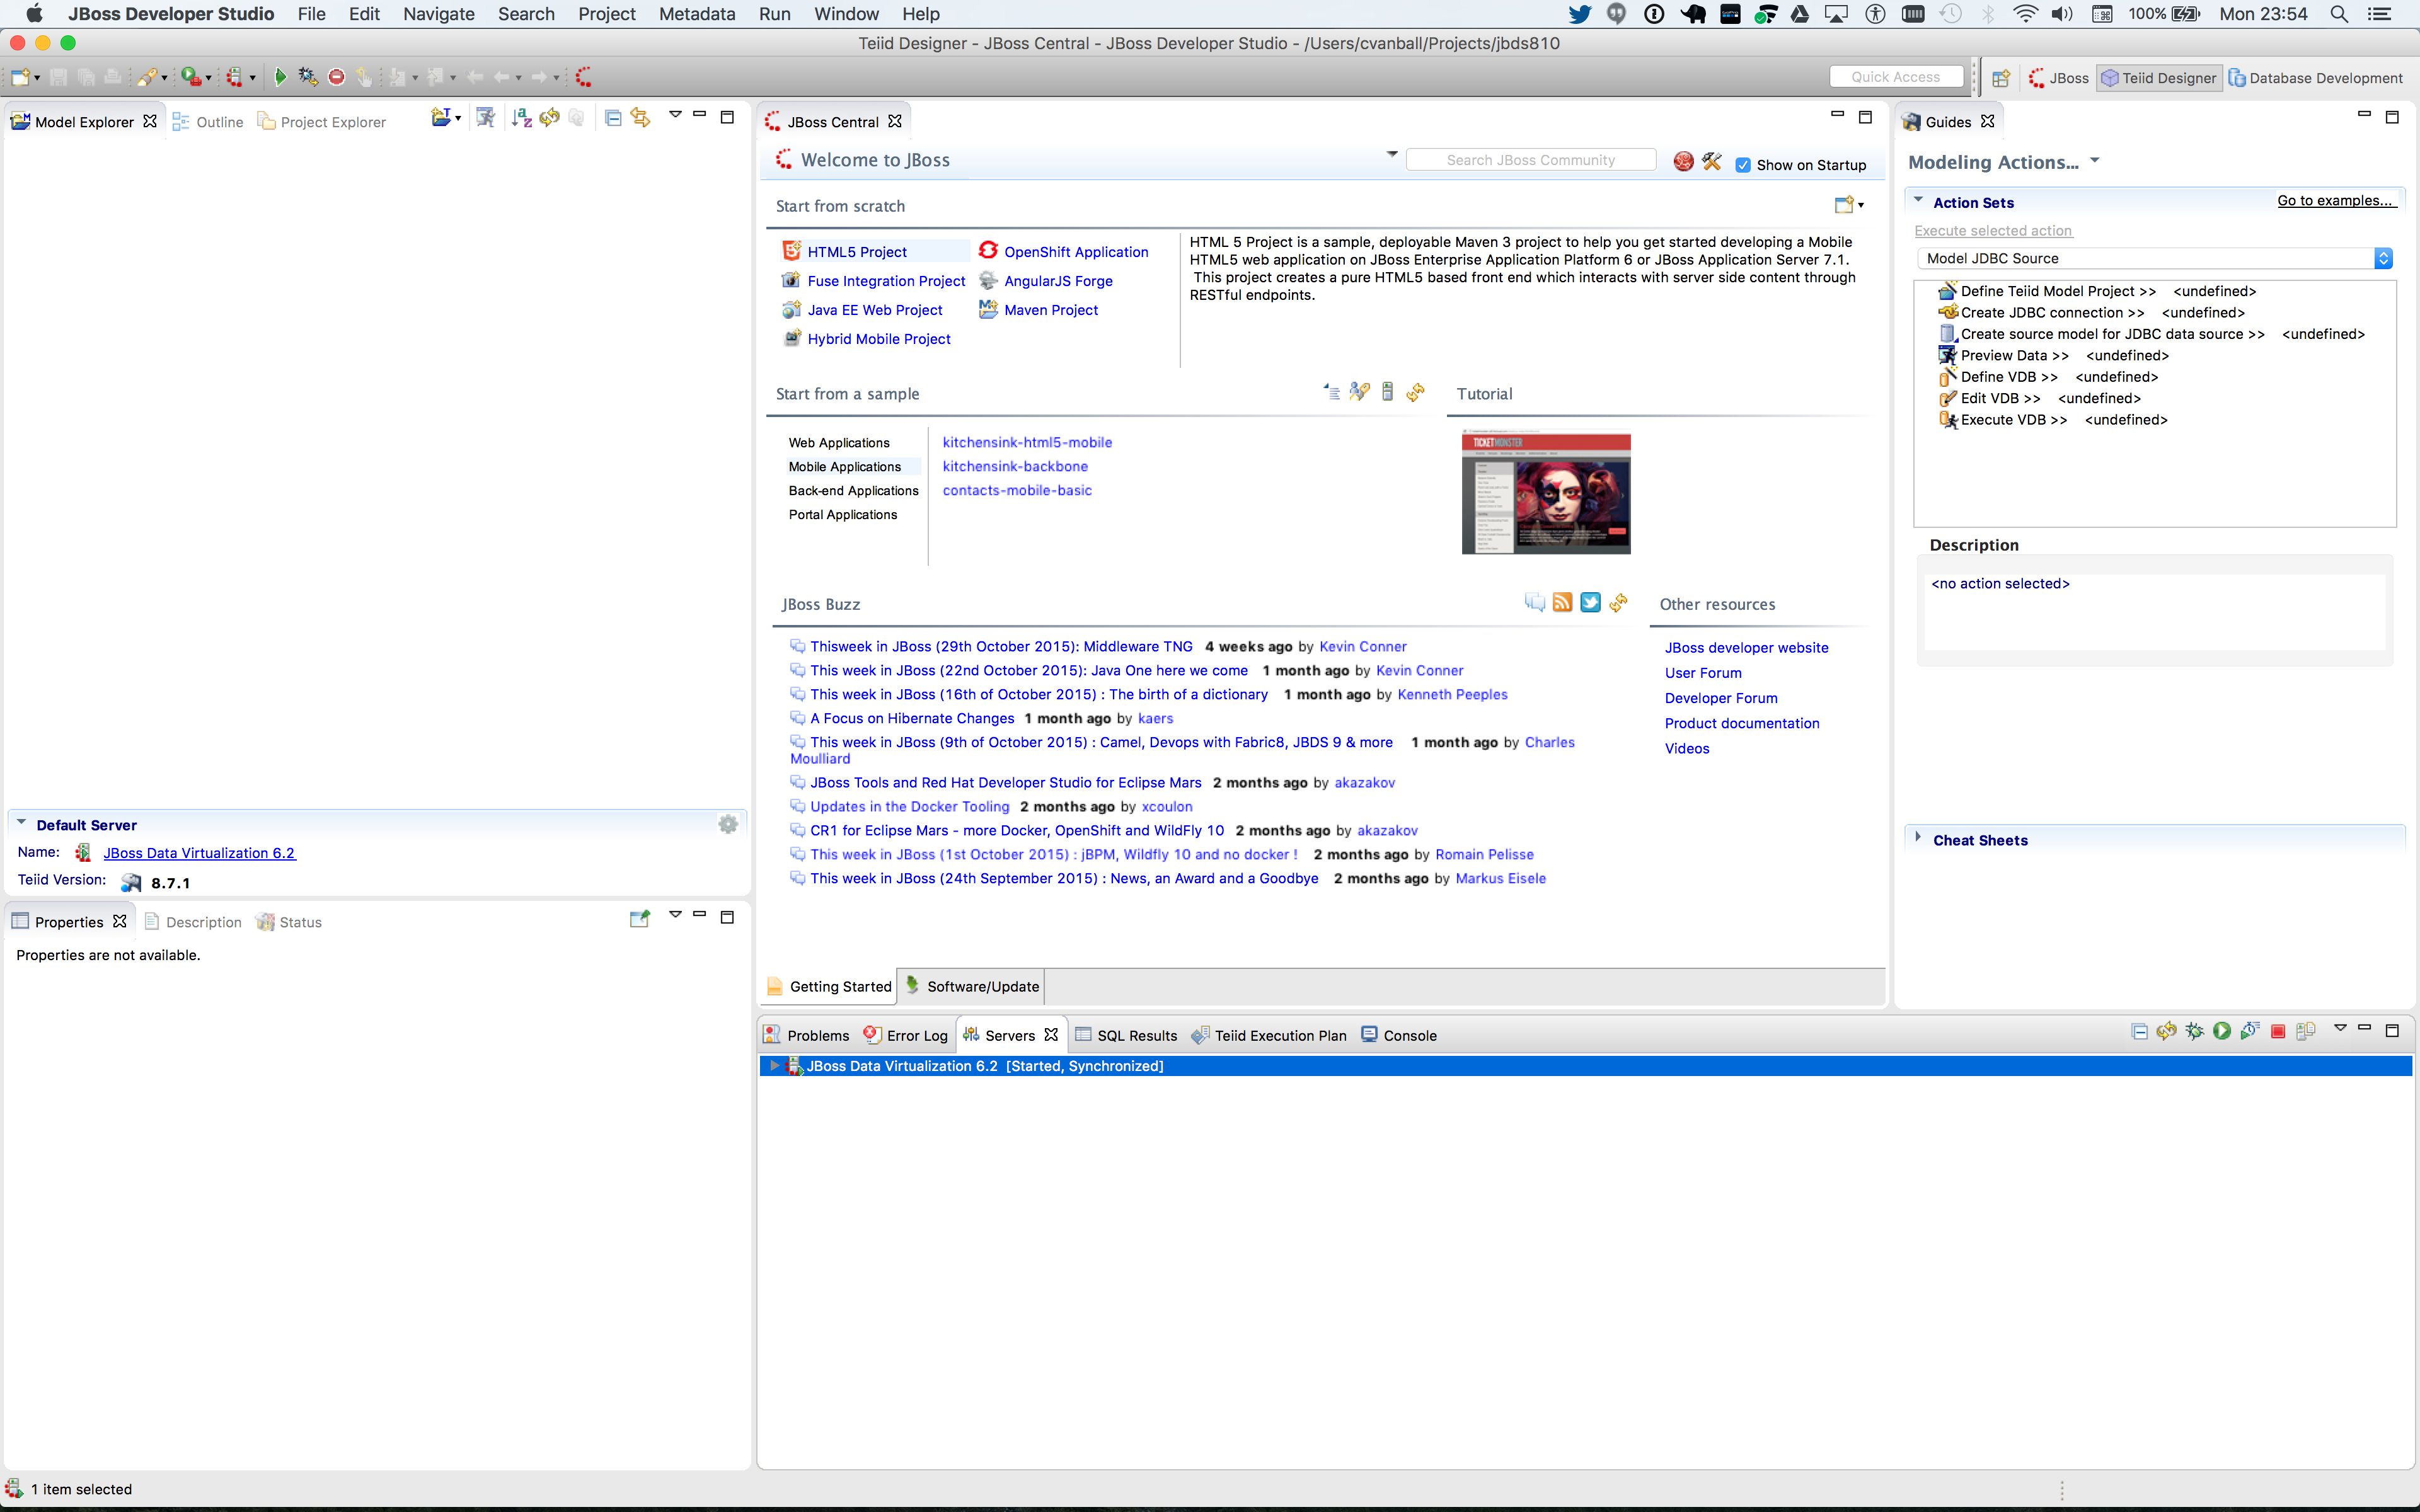 JBoss Developer Studio File Edit Navigate Search Project Metadata Run Window Help 100% Mon 23:54
Teiid Designer - JBoss Central - JBoss Developer Studio - /Users/cvanball/Projects/jbds810
Quick Access JBoss Teiid Designer Database Development
Model Explorer Outline Project Explorer
Default Server
Name: JBoss Data Virtualization 6.2
Teiid Version: 8.7.1
Properties Description Status
Properties are not available.
JBoss Central
Welcome to JBoss Search JBoss Community Show on Startup
Start from scratch
HTML5 Project OpenShift Application
Fuse Integration Project AngularJS Forge
Java EE Web Project Maven Project
Hybrid Mobile Project
HTML 5 Project is a sample, deployable Maven 3 project to help you get started developing a Mobile
HTML5 web application on JBoss Enterprise Application Platform 6 or JBoss Application Server 7.1.
This project creates a pure HTML5 based front end which interacts with server side content through
RESTful endpoints.
Start from a sample
Web Applications
Mobile Applications
Back-end Applications
Portal Applications
kitchensink-html5-mobile
kitchensink-backbone
contacts-mobile-basic
Tutorial
TICKETMONSTER
JBoss Buzz
Thisweek in JBoss (29th October 2015): Middleware TNG 4 weeks ago by Kevin Conner
This week in JBoss (22nd October 2015): Java One here we come 1 month ago by Kevin Conner
This week in JBoss (16th of October 2015) : The birth of a dictionary 1 month ago by Kenneth Peeples
A Focus on Hibernate Changes 1 month ago by kaers
This week in JBoss (9th of October 2015) : Camel, Devops with Fabric8, JBDS 9 & more 1 month ago by Charles
Moulliard
JBoss Tools and Red Hat Developer Studio for Eclipse Mars 2 months ago by akazakov
Updates in the Docker Tooling 2 months ago by xcoulon
CR1 for Eclipse Mars - more Docker, OpenShift and WildFly 10 2 months ago by akazakov
This week in JBoss (1st October 2015) : jBPM, Wildfly 10 and no docker ! 2 months ago by Romain Pelisse
This week in JBoss (24th September 2015) : News, an Award and a Goodbye 2 months ago by Markus Eisele
Other resources
JBoss developer website
User Forum
Developer Forum
Product documentation
Videos
Getting Started Software/Update
Guides
Modeling Actions...
Action Sets Go to examples...
Execute selected action
Model JDBC Source
Define Teiid Model Project >> <undefined>
Create JDBC connection >> <undefined>
Create source model for JDBC data source >> <undefined>
Preview Data >> <undefined>
Define VDB >> <undefined>
Edit VDB >> <undefined>
Execute VDB >> <undefined>
Description
<no action selected>
Cheat Sheets
Problems Error Log Servers SQL Results Teiid Execution Plan Console
JBoss Data Virtualization 6.2 [Started, Synchronized]
1 item selected